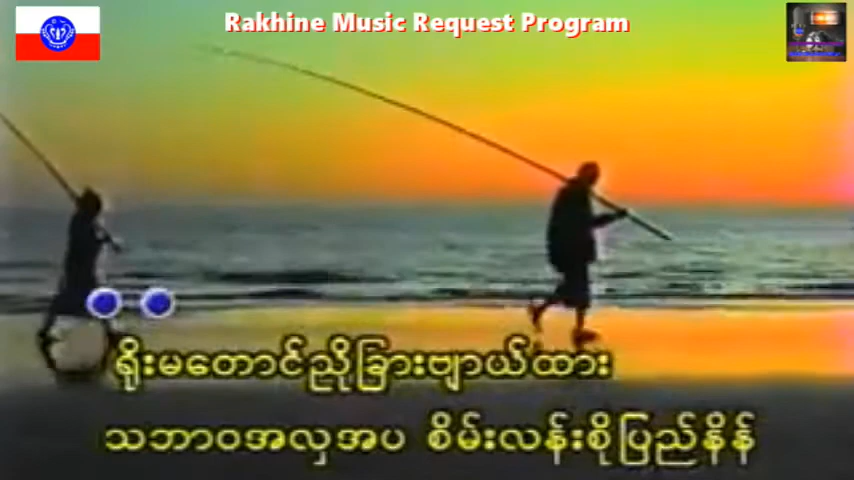 Rakhine Music Request Program
ရိုးမတောင်ညိုခြားဗျာယ်ထား
သဘာဝအလှအပ စိမ်းလန်းစိုပြည်နိန်